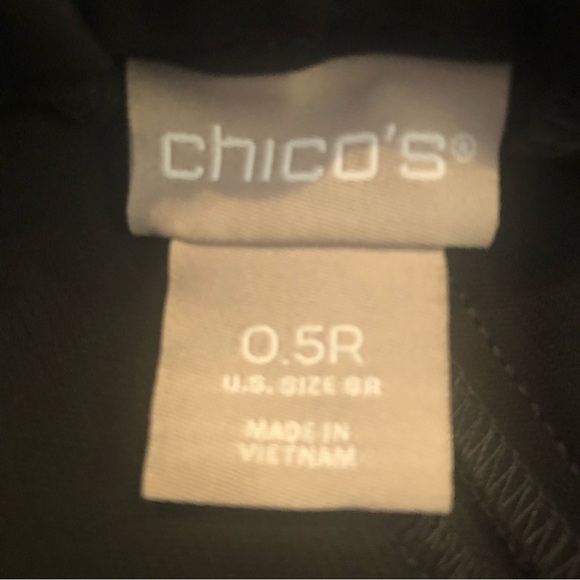 chico's®
0.5R
U.S. SIZE 6R
MADE IN
VIETNAM